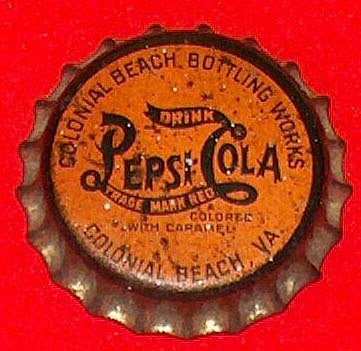 COLONIAL BEACH BOTTLING WORKS
DRINK
PEPSI-COLA
TRADE MARK REG.
COLORED
WITH CARAMEL
COLONIAL BEACH, VA.